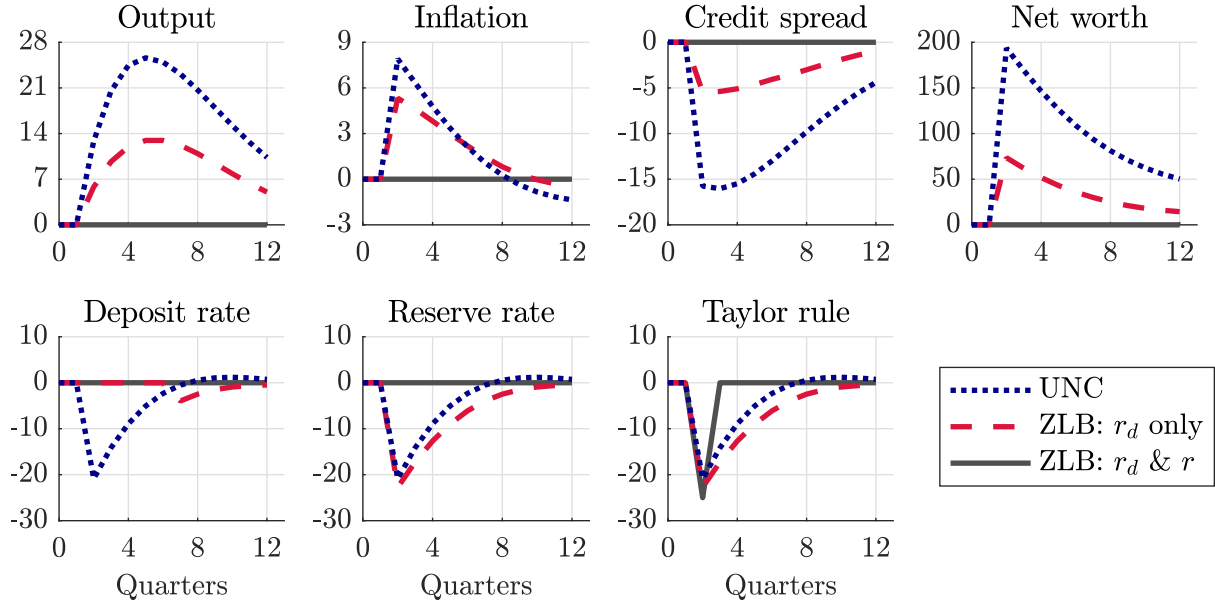 Output
Inflation
Credit spread
Net worth
28
21
14
7
0
0 4 8 12
9
6
3
0
-3
0 4 8 12
0
-5
-10
-15
-20
0 4 8 12
200
150
100
50
0
0 4 8 12
Deposit rate
Reserve rate
Taylor rule
10
0
-10
-20
-30
0 4 8 12
Quarters
10
0
-10
-20
-30
0 4 8 12
Quarters
10
0
-10
-20
-30
0 4 8 12
Quarters
UNC
ZLB: r_d only
ZLB: r_d & r